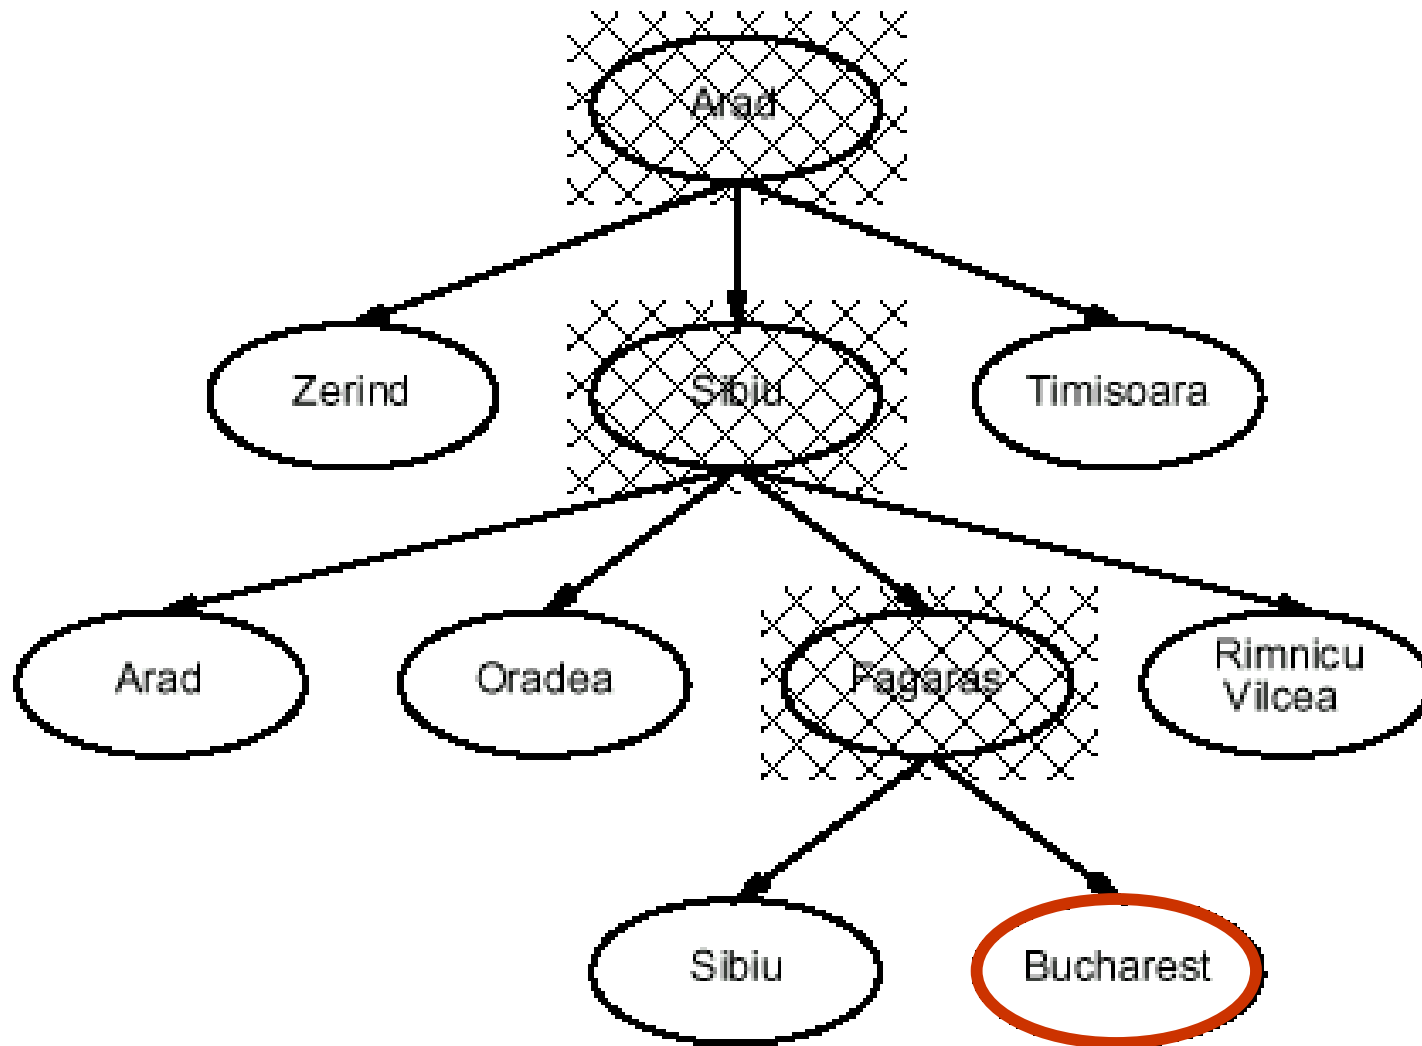 Arad
Zerind
Sibiu
Timisoara
Arad
Oradea
Fagaras
Rimnicu
Vilcea
Sibiu
Bucharest